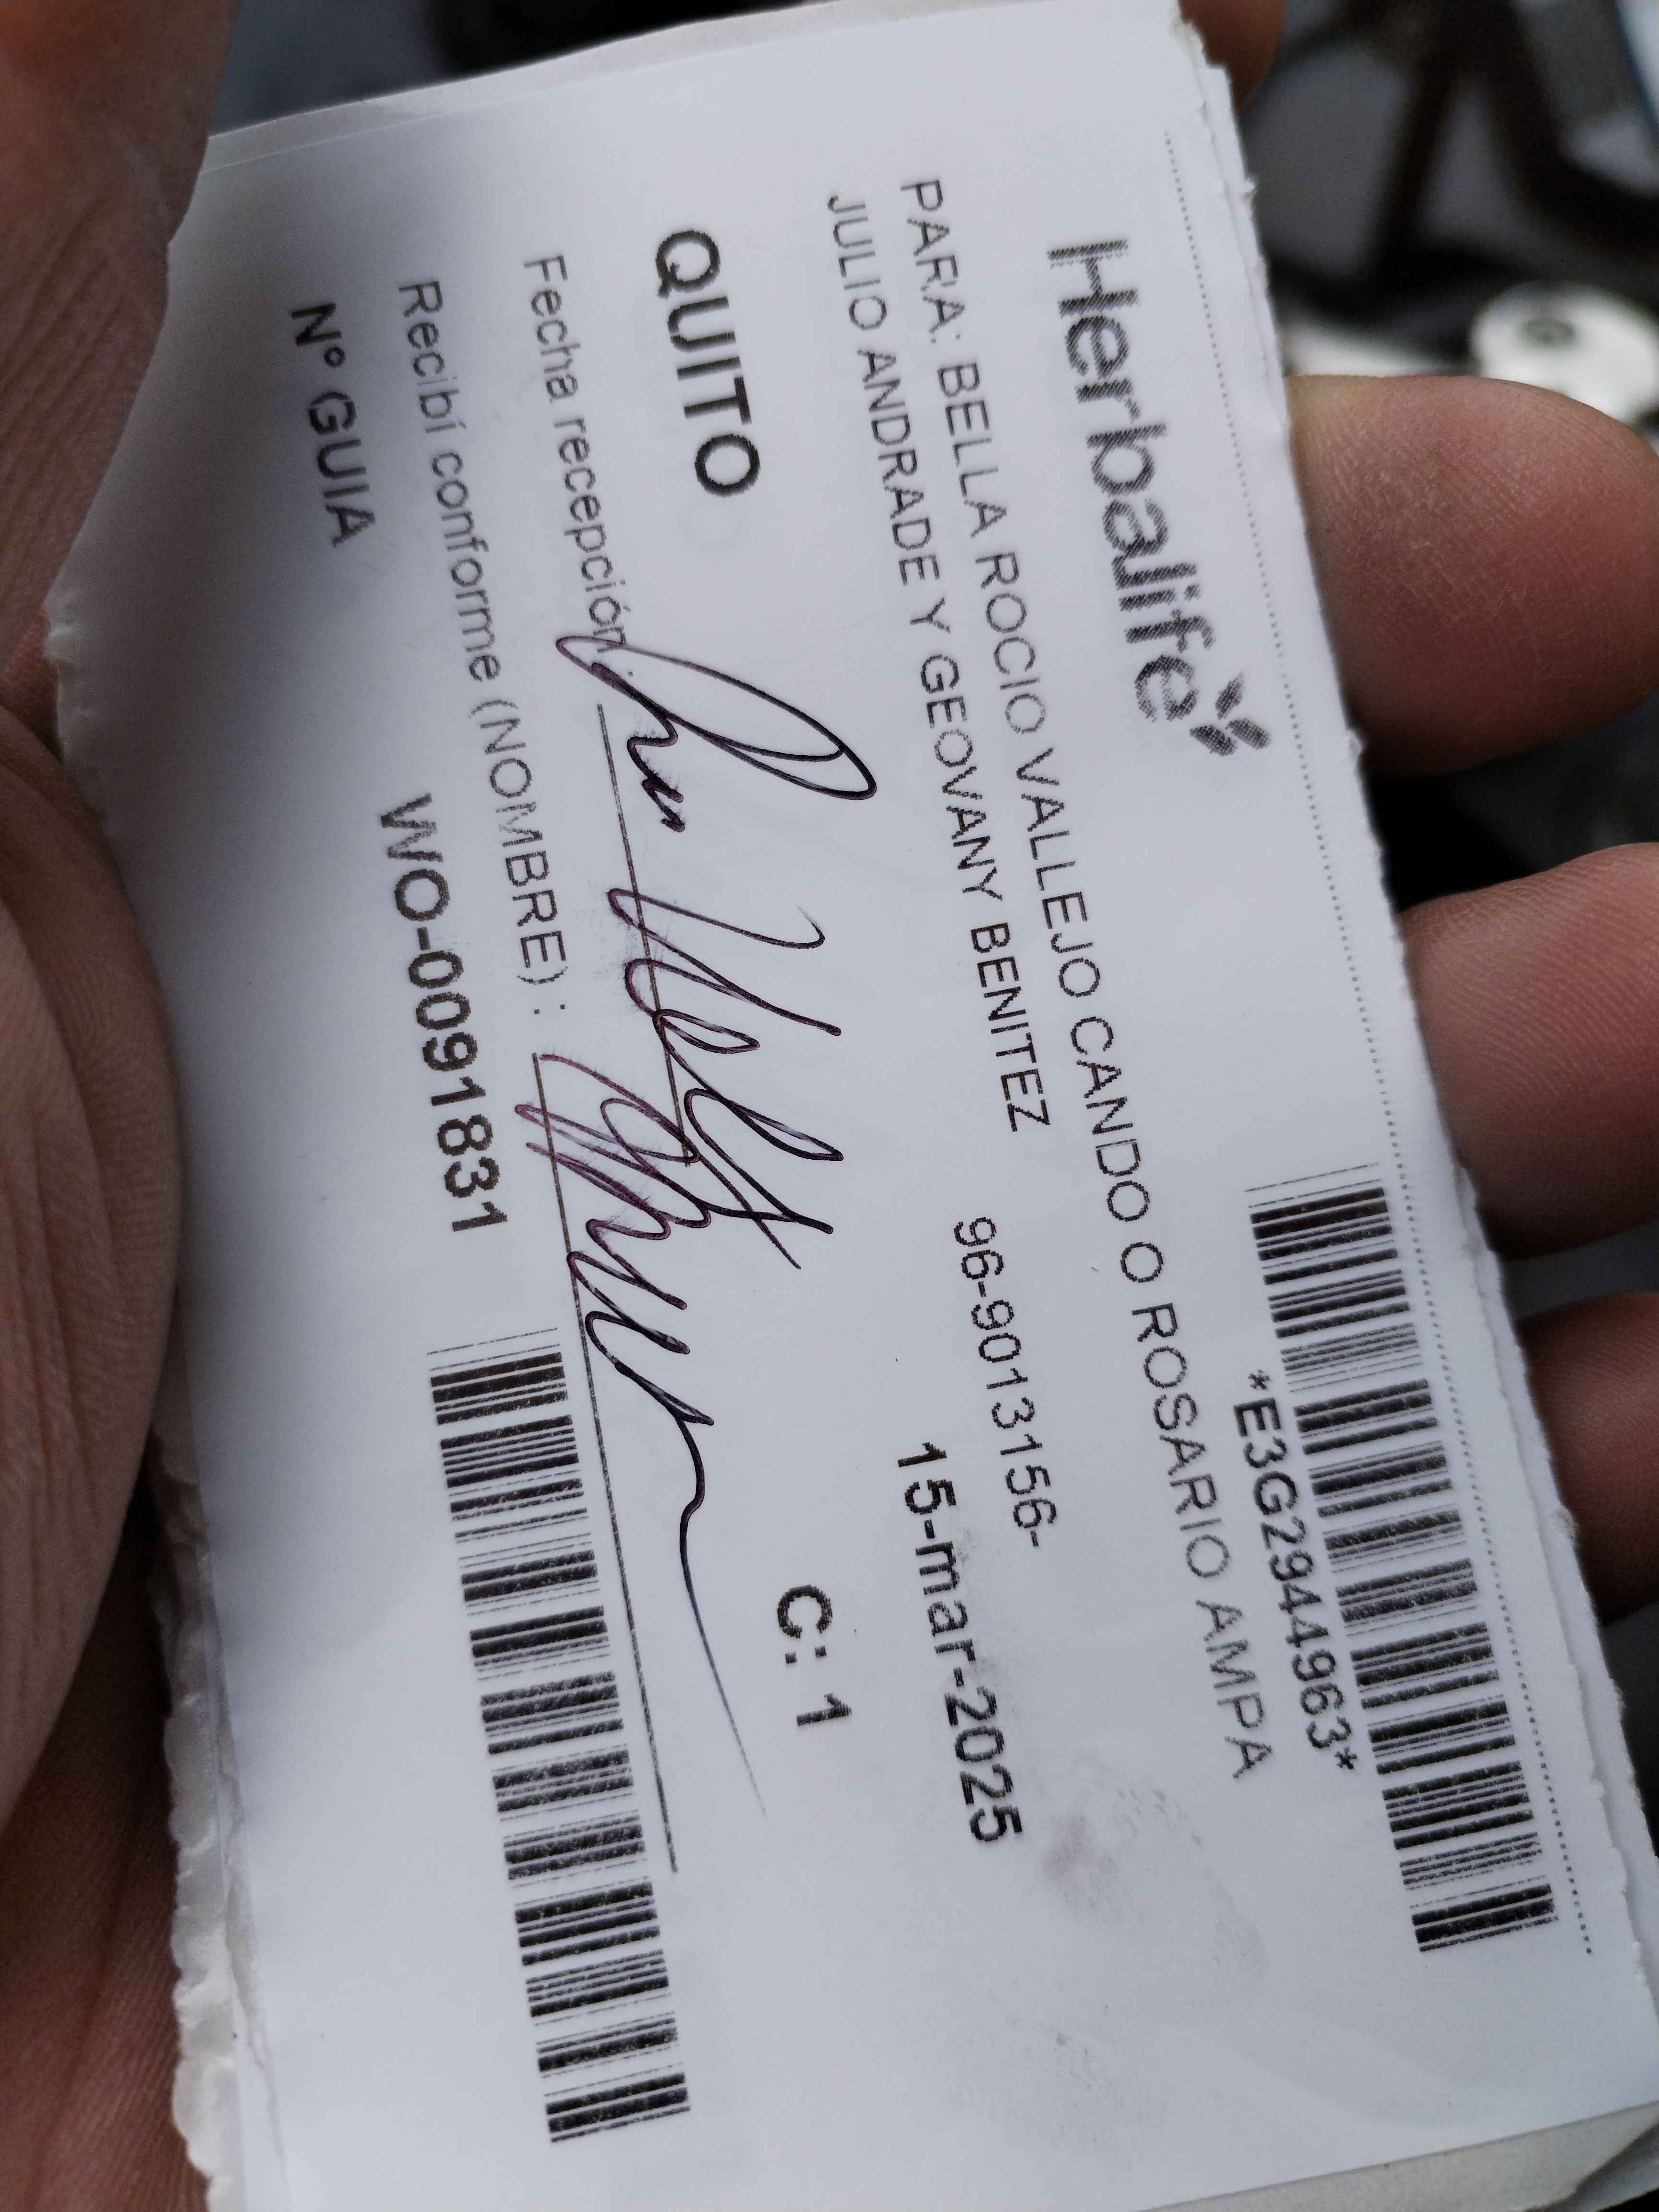 Herbalife
*E3G2944963*
PARA: BELLA ROCIO VALLEJO CANDO O ROSARIO AMPA
JULIO ANDRADE Y GEOVANY BENITEZ 96-9013156-
15-mar-2025
QUITO C: 1
Fecha recepción:
Recibí conforme (NOMBRE) :
N° GUIA WO-0091831